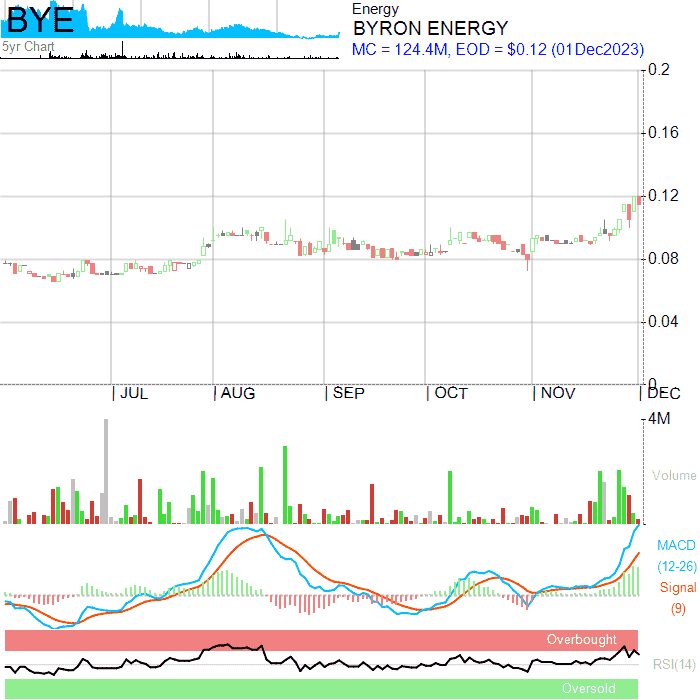 BYE
5yr Chart
Energy
BYRON ENERGY
MC = 124.4M, EOD = $0.12 (01Dec2023)
0.2
0.16
0.12
0.08
0.04
0
JUL
AUG
SEP
OCT
NOV
DEC
4M
Volume
MACD
(12-26)
Signal
(9)
Overbought
RSI(14)
Oversold